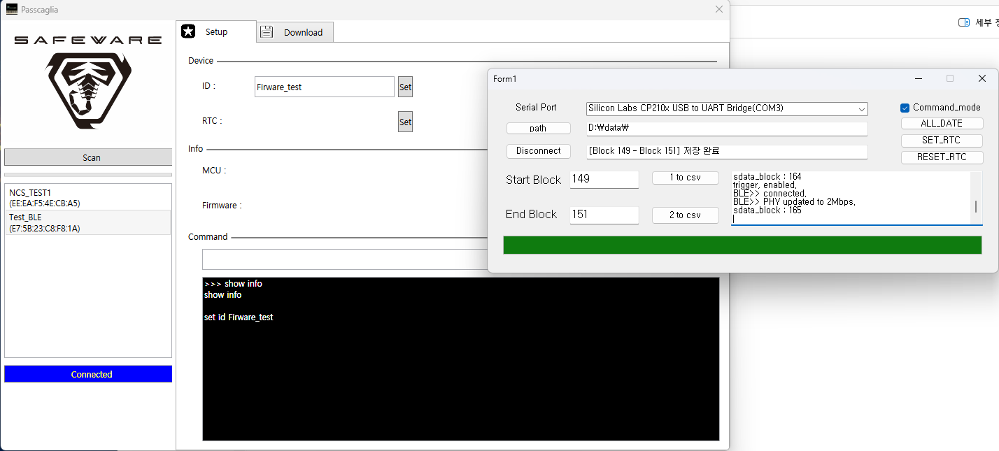 Passcaglia
SAFEWARE
Scan
NCS_TEST1
(EE:EA:F5:4E:CB:A5)
Test_BLE
(E7:5B:23:C8:F8:1A)
Connected
Setup
Download
Device
ID :
Firware_test
Set
RTC :
Set
Info
MCU :
Firmware :
Command
>>> show info
show info
set id Firware_test
세부 정
Form1
Serial Port
Silicon Labs CP210x USB to UART Bridge(COM3)
Command_mode
path
D:₩data₩
ALL_DATE
Disconnect
[Block 149 - Block 151] 저장 완료
SET_RTC
RESET_RTC
Start Block
149
1 to csv
End Block
151
2 to csv
sdata_block : 164
trigger, enabled,
BLE>> connected,
BLE>> PHY updated to 2Mbps,
sdata_block : 165